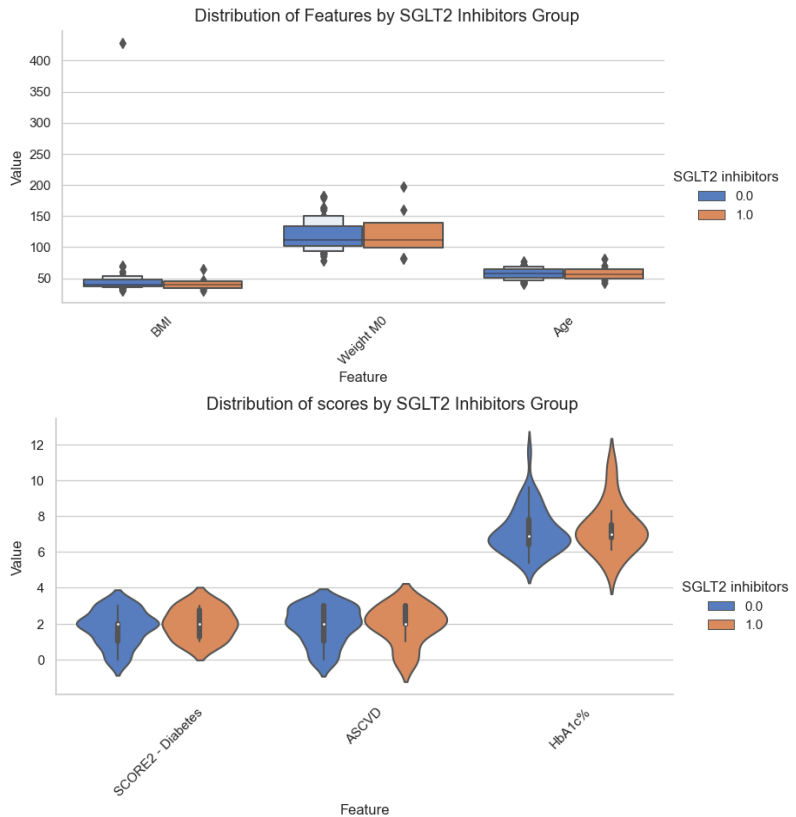 Distribution of Features by SGLT2 Inhibitors Group
400
350
300
250
200
150
100
50
Value
BMI
Weight M0
Age
Feature
SGLT2 inhibitors
0.0
1.0
Distribution of scores by SGLT2 Inhibitors Group
12
10
8
6
4
2
0
Value
SCORE2 - Diabetes
ASCVD
HbA1c%
Feature
SGLT2 inhibitors
0.0
1.0